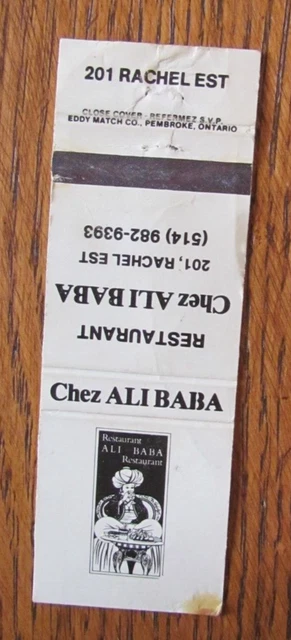 201 RACHEL EST
CLOSE COVER - REFERMEZ S.V.P.
EDDY MATCH CO., PEMBROKE, ONTARIO
RESTAURANT
Chez ALI BABA
201, RACHEL EST
(514) 982-9393
Chez ALI BABA
Restaurant
ALI BABA
Restaurant